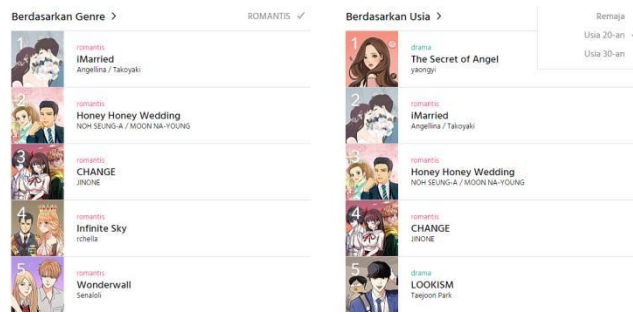 Berdasarkan Genre >
ROMANTIS ✓
1
romantis
iMarried
Angellina / Takoyaki
2
romantis
Honey Honey Wedding
NOH SEUNG-A / MOON NA-YOUNG
3
romantis
CHANGE
JINONE
4
romantis
Infinite Sky
rchella
5
romantis
Wonderwall
Senaloli
Berdasarkan Usia >
Remaja
Usia 20-an
Usia 30-an
1
drama
The Secret of Angel
yaongyi
2
romantis
iMarried
Angellina / Takoyaki
3
romantis
Honey Honey Wedding
NOH SEUNG-A / MOON NA-YOUNG
4
romantis
CHANGE
JINONE
5
drama
LOOKISM
Taejoon Park